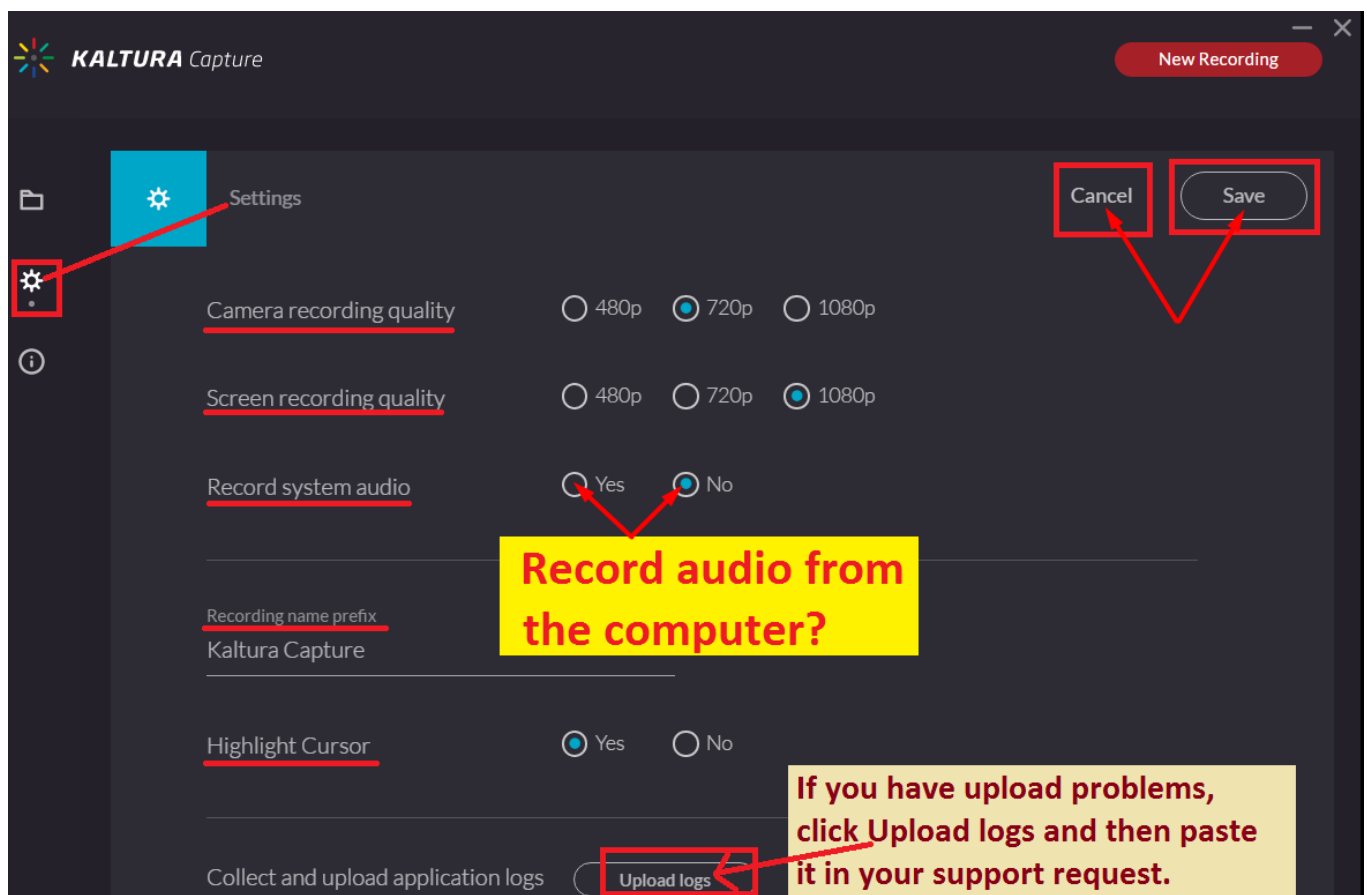 KALTURA Capture
New Recording
Settings
Cancel
Save
Camera recording quality
480p
720p
1080p
Screen recording quality
480p
720p
1080p
Record system audio
Yes
No
Record audio from
the computer?
Recording name prefix
Kaltura Capture
Highlight Cursor
Yes
No
If you have upload problems,
click Upload logs and then paste
it in your support request.
Collect and upload application logs
Upload logs